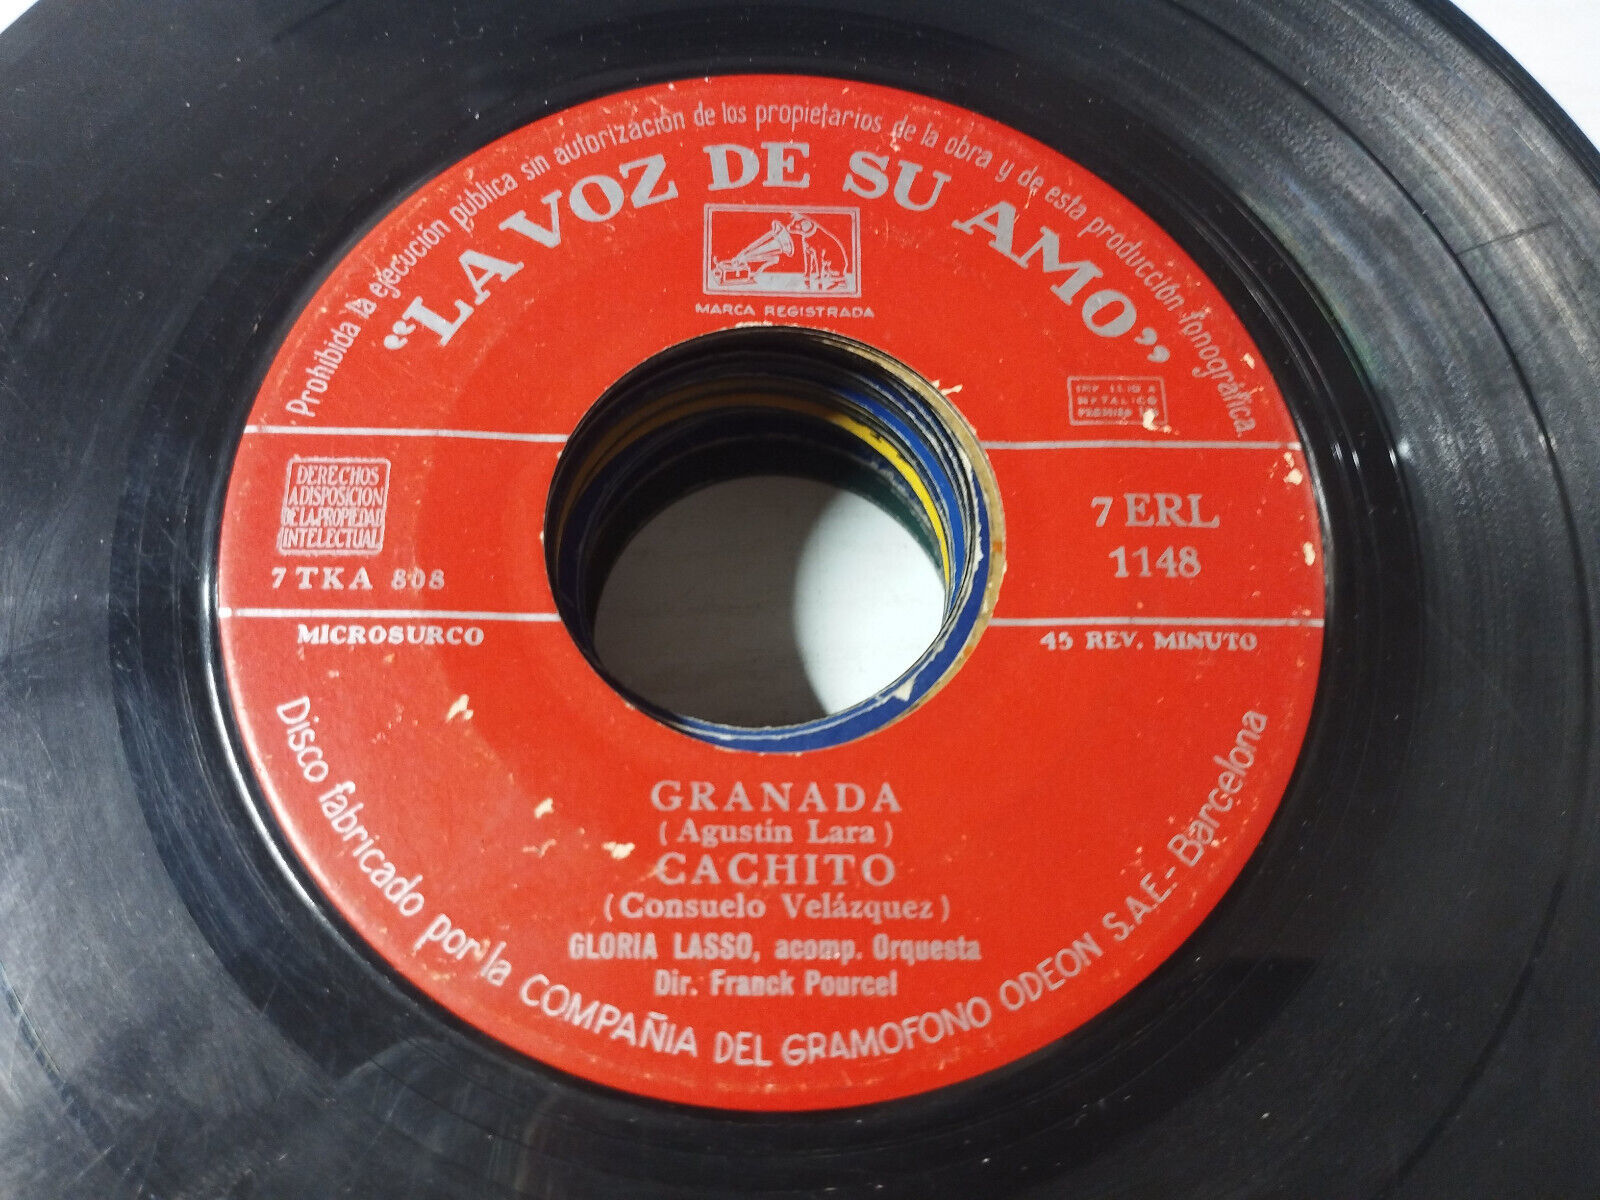 Prohibida la ejecución pública sin autorización de los propietarios de la obra y de esta producción fonográfica.
"LA VOZ DE SU AMO"
MARCA REGISTRADA
DERECHOS
A DISPOSICION
DE LA PROPIEDAD
INTELECTUAL
7 TKA 808
7 ERL
1148
MICROSURCO
45 REV. MINUTO
GRANADA
(Agustín Lara)
CACHITO
(Consuelo Velázquez)
GLORIA LASSO, acomp. Orquesta
Dir. Franck Pourcel
Disco fabricado por la COMPAÑIA DEL GRAMOFONO ODEON S.A.E.-Barcelona